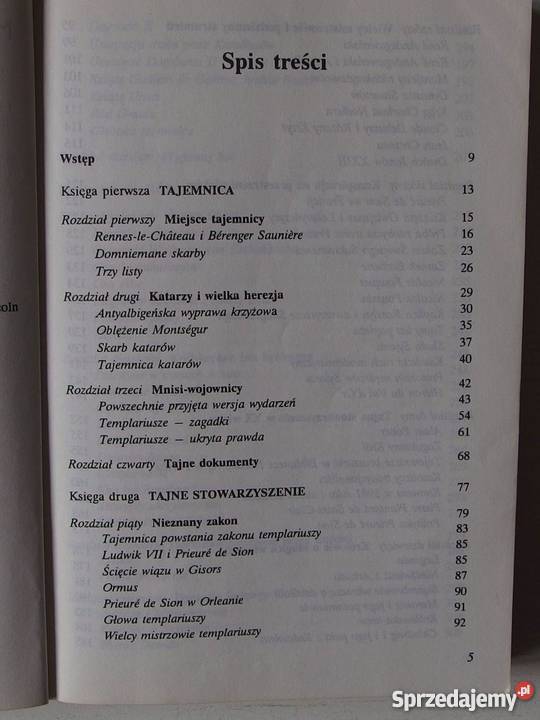 Spis treści
Wstęp 9
Księga pierwsza TAJEMNICA 13
Rozdział pierwszy Miejsce tajemnicy 15
Rennes-le-Château i Bérenger Saunière 16
Domniemane skarby 23
Trzy listy 26
Rozdział drugi Katarzy i wielka herezja 29
Antyalbigeńska wyprawa krzyżowa 30
Oblężenie Montségur 35
Skarb katarów 37
Tajemnica katarów 40
Rozdział trzeci Mnisi-wojownicy 42
Powszechnie przyjęta wersja wydarzeń 43
Templariusze — zagadki 54
Templariusze — ukryta prawda 61
Rozdział czwarty Tajne dokumenty 68
Księga druga TAJNE STOWARZYSZENIE 77
Rozdział piąty Nieznany zakon 79
Tajemnica powstania zakonu templariuszy 83
Ludwik VII i Prieuré de Sion 85
Ścięcie wiązu w Gisors 85
Ormus 87
Prieuré de Sion w Orleanie 90
Głowa templariuszy 91
Wielcy mistrzowie templariuszy 92
5
coln
Sprzedajemy.pl